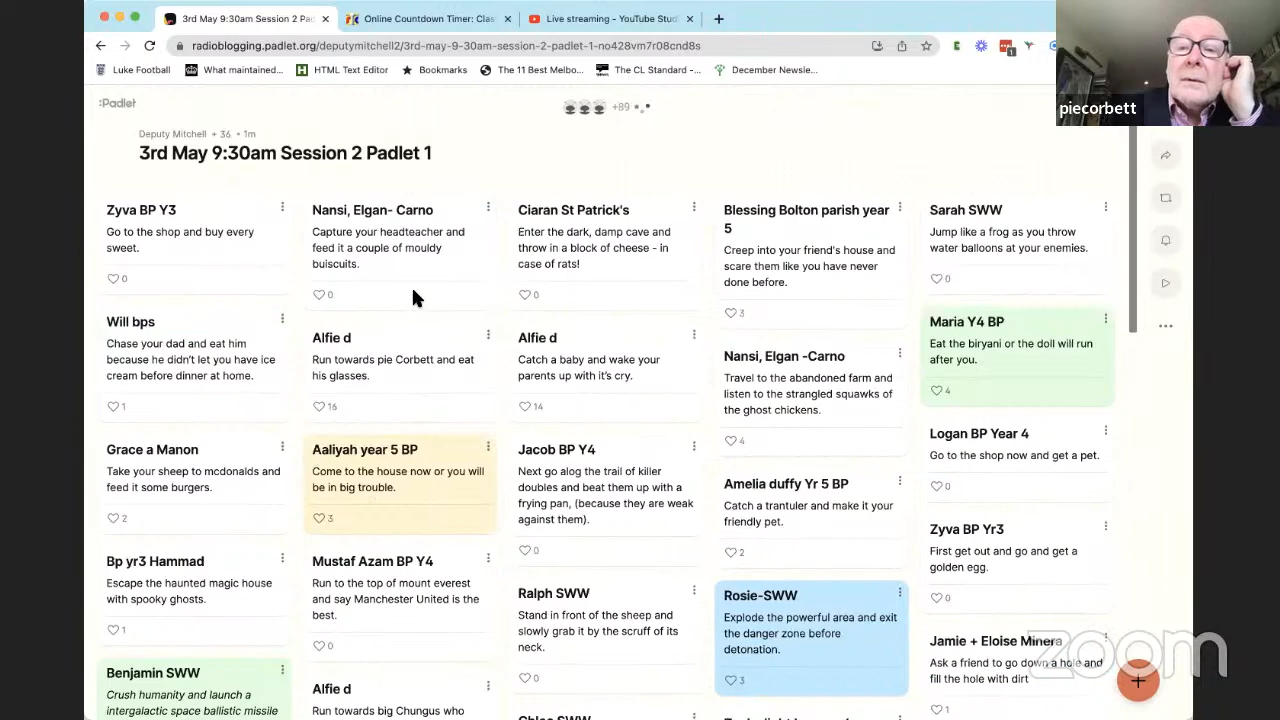 3rd May 9:30am Session 2 Pad
Online Countdown Timer: Clas
Live streaming - YouTube Stud
radioblogging.padlet.org/deputymitchell2/3rd-may-9-30am-session-2-padlet-1-no428vm7r08cnd8s
Luke Football
What maintained...
HTML Text Editor
Bookmarks
The 11 Best Melbo...
The CL Standard -...
December Newsle...
piecorbett
:Padlet
+89
Deputy Mitchell + 36 • 1m
3rd May 9:30am Session 2 Padlet 1
Zyva BP Y3
Go to the shop and buy every
sweet.
0
Will bps
Chase your dad and eat him
because he didn't let you have ice
cream before dinner at home.
1
Grace a Manon
Take your sheep to mcdonalds and
feed it some burgers.
2
Bp yr3 Hammad
Escape the haunted magic house
with spooky ghosts.
1
Benjamin SWW
Crush humanity and launch a
intergalactic space ballistic missile
Nansi, Elgan- Carno
Capture your headteacher and
feed it a couple of mouldy
buiscuits.
0
Alfie d
Run towards pie Corbett and eat
his glasses.
16
Aaliyah year 5 BP
Come to the house now or you will
be in big trouble.
3
Mustaf Azam BP Y4
Run to the top of mount everest
and say Manchester United is the
best.
0
Alfie d
Run towards big Chungus who
Ciaran St Patrick's
Enter the dark, damp cave and
throw in a block of cheese - in
case of rats!
0
Alfie d
Catch a baby and wake your
parents up with it's cry.
14
Jacob BP Y4
Next go alog the trail of killer
doubles and beat them up with a
frying pan, (because they are weak
against them).
0
Ralph SWW
Stand in front of the sheep and
slowly grab it by the scruff of its
neck.
0
Blessing Bolton parish year
5
Creep into your friend's house and
scare them like you have never
done before.
3
Nansi, Elgan -Carno
Travel to the abandoned farm and
listen to the strangled squawks of
the ghost chickens.
4
Amelia duffy Yr 5 BP
Catch a trantuler and make it your
friendly pet.
2
Rosie-SWW
Explode the powerful area and exit
the danger zone before
detonation.
3
Sarah SWW
Jump like a frog as you throw
water balloons at your enemies.
0
Maria Y4 BP
Eat the biryani or the doll will run
after you.
4
Logan BP Year 4
Go to the shop now and get a pet.
0
Zyva BP Yr3
First get out and go and get a
golden egg.
0
Jamie + Eloise Minera
Ask a friend to go down a hole and
fill the hole with dirt
1
zoom